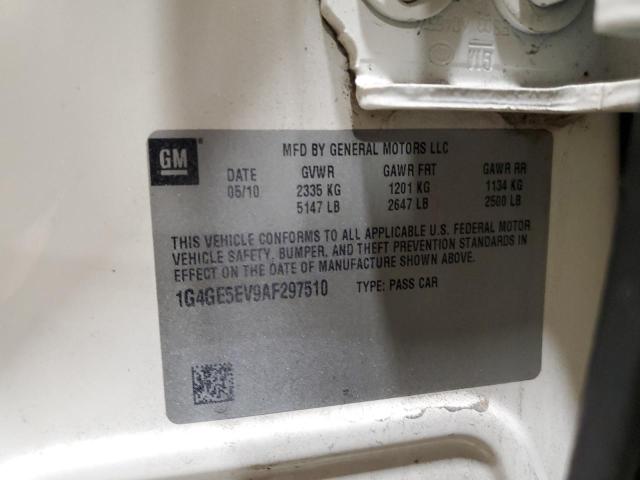 GM
MFD BY GENERAL MOTORS LLC
DATE GVWR GAWR FRT GAWR RR
05/10 2335 KG 1201 KG 1134 KG
5147 LB 2647 LB 2500 LB
THIS VEHICLE CONFORMS TO ALL APPLICABLE U.S. FEDERAL MOTOR
VEHICLE SAFETY, BUMPER, AND THEFT PREVENTION STANDARDS IN
EFFECT ON THE DATE OF MANUFACTURE SHOWN ABOVE.
1G4GE5EV9AF297510 TYPE: PASS CAR